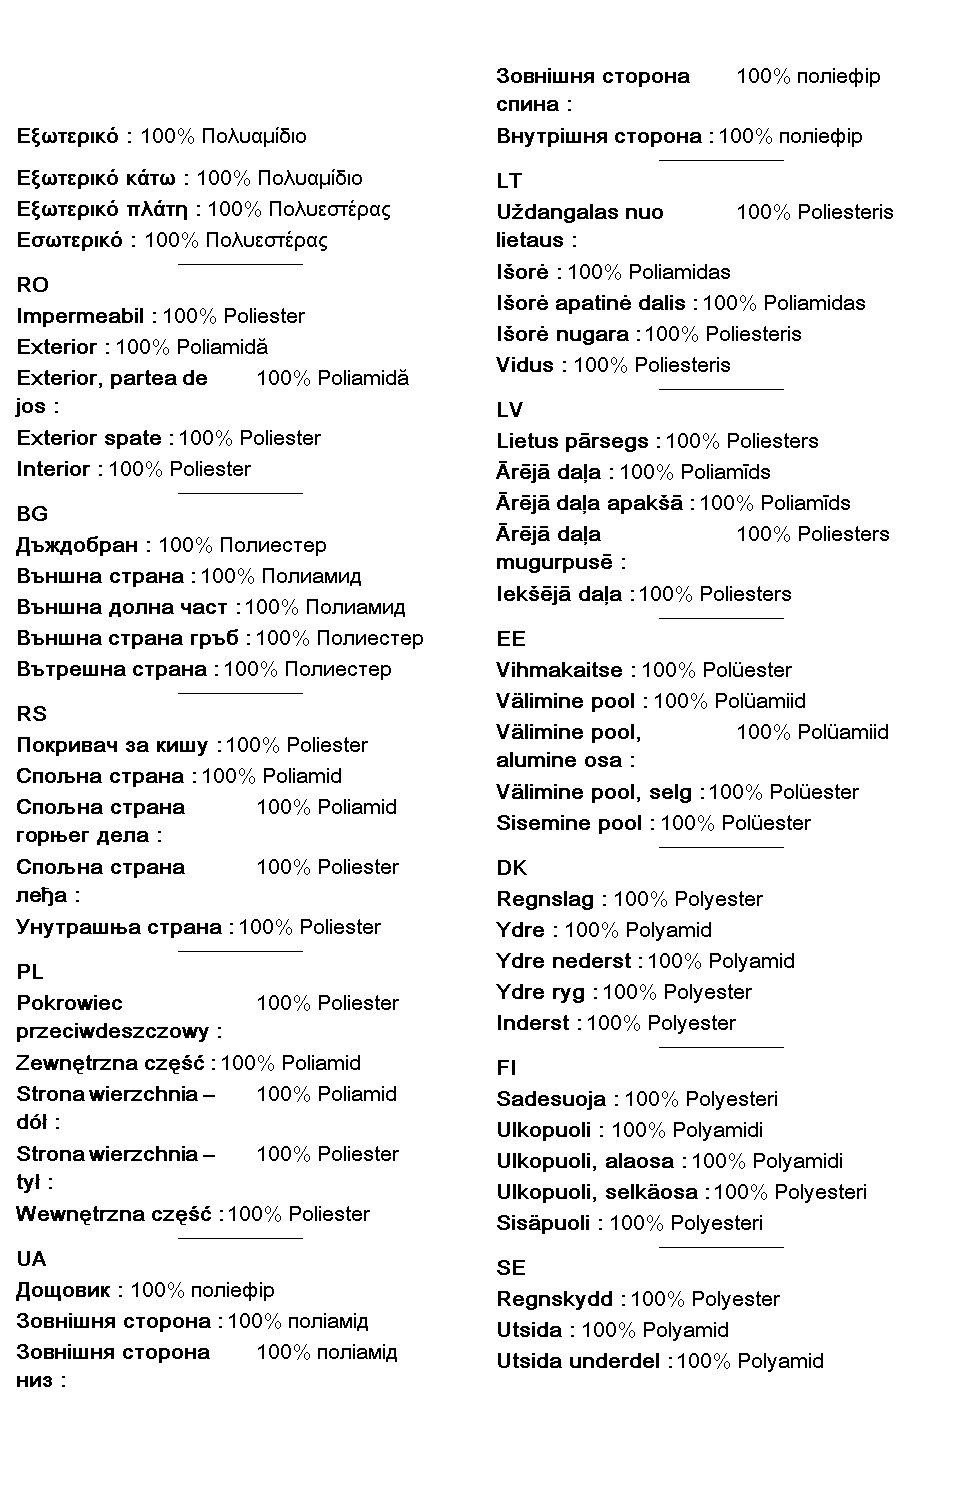 Εξωτερικό : 100% Πολυαμίδιο
Εξωτερικό κάτω : 100% Πολυαμίδιο
Εξωτερικό πλάτη : 100% Πολυεστέρας
Εσωτερικό : 100% Πολυεστέρας
RO
Impermeabil : 100% Poliester
Exterior : 100% Poliamidă
Exterior, partea de 100% Poliamidă
jos :
Exterior spate : 100% Poliester
Interior : 100% Poliester
BG
Дъждобран : 100% Полиестер
Външна страна : 100% Полиамид
Външна долна част : 100% Полиамид
Външна страна гръб : 100% Полиестер
Вътрешна страна : 100% Полиестер
RS
Покривач за кишу : 100% Poliester
Спољна страна : 100% Poliamid
Спољна страна 100% Poliamid
горњег дела :
Спољна страна 100% Poliester
леђа :
Унутрашња страна : 100% Poliester
PL
Pokrowiec 100% Poliester
przeciwdeszczowy :
Zewnętrzna część : 100% Poliamid
Strona wierzchnia – 100% Poliamid
dół :
Strona wierzchnia – 100% Poliester
tył :
Wewnętrzna część : 100% Poliester
UA
Дощовик : 100% поліефір
Зовнішня сторона : 100% поліамід
Зовнішня сторона 100% поліамід
низ :
Зовнішня сторона 100% поліефір
спина :
Внутрішня сторона : 100% поліефір
LT
Uždangalas nuo 100% Poliesteris
lietaus :
Išorė : 100% Poliamidas
Išorė apatinė dalis : 100% Poliamidas
Išorė nugara : 100% Poliesteris
Vidus : 100% Poliesteris
LV
Lietus pārsegs : 100% Poliesters
Ārējā daļa : 100% Poliamīds
Ārējā daļa apakšā : 100% Poliamīds
Ārējā daļa 100% Poliesters
mugurpusē :
Iekšējā daļa : 100% Poliesters
EE
Vihmakaitse : 100% Polüester
Välimine pool : 100% Polüamiid
Välimine pool, 100% Polüamiid
alumine osa :
Välimine pool, selg : 100% Polüester
Sisemine pool : 100% Polüester
DK
Regnslag : 100% Polyester
Ydre : 100% Polyamid
Ydre nederst : 100% Polyamid
Ydre ryg : 100% Polyester
Inderst : 100% Polyester
FI
Sadesuoja : 100% Polyesteri
Ulkopuoli : 100% Polyamidi
Ulkopuoli, alaosa : 100% Polyamidi
Ulkopuoli, selkäosa : 100% Polyesteri
Sisäpuoli : 100% Polyesteri
SE
Regnskydd : 100% Polyester
Utsida : 100% Polyamid
Utsida underdel : 100% Polyamid